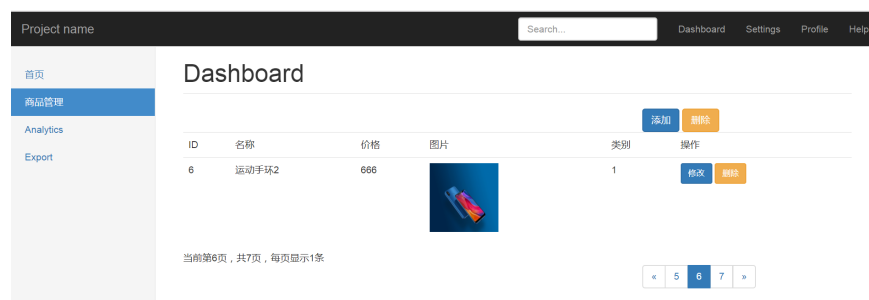 Project name Search... Dashboard Settings Profile Help
首页
商品管理
Analytics
Export
Dashboard
添加 删除
ID 名称 价格 图片 类别 操作
6 运动手环2 666 1 修改 删除
当前第6页，共7页，每页显示1条
« 5 6 7 »